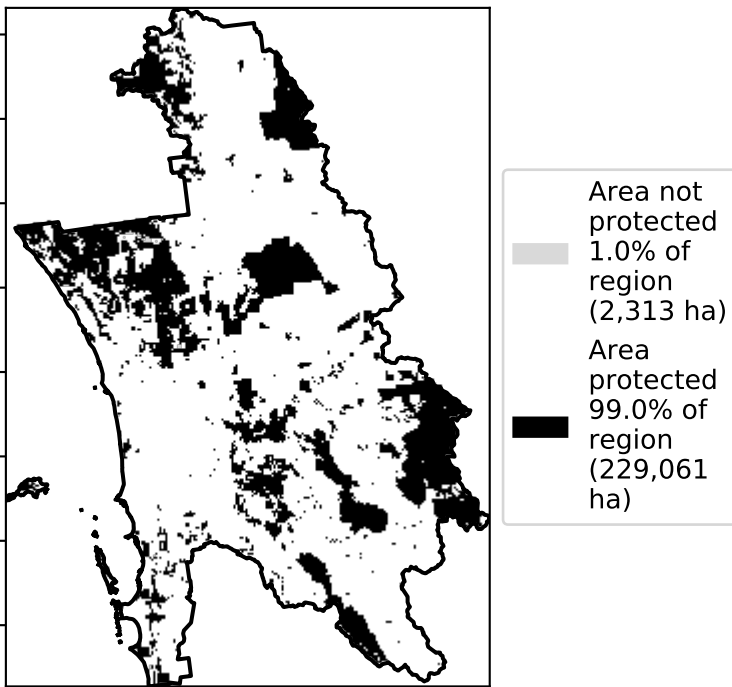 Area not
protected
1.0% of
region
(2,313 ha)
Area
protected
99.0% of
region
(229,061
ha)